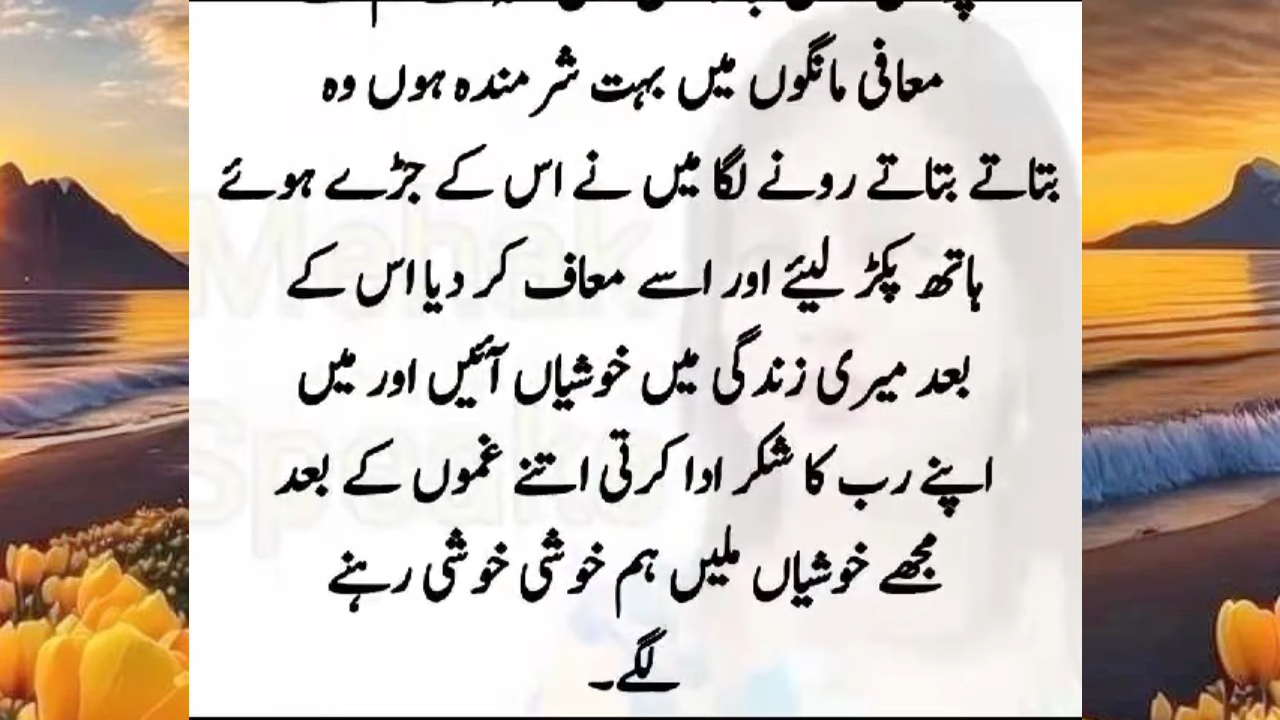 معافی مانگوں میں بہت شرمندہ ہوں وہ
بتاتے بتاتے رونے لگا میں نے اس کے جڑے ہوئے
ہاتھ پکڑ لیئے اور اسے معاف کر دیا اس کے
بعد میری زندگی میں خوشیاں آئیں اور میں
اپنے رب کا شکر ادا کرتی اتنے غموں کے بعد
مجھے خوشیاں ملیں ہم خوشی خوشی رہنے
لگے۔
Mehak
Speaks